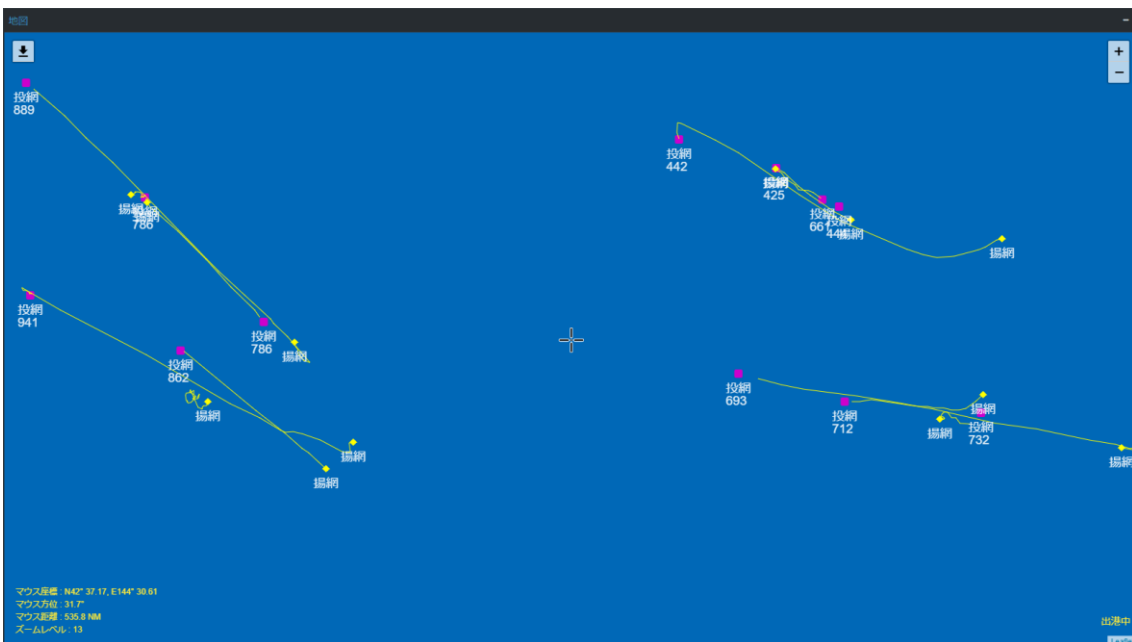 地図
+
−
投網
889
投網
442
投網
425
投網
661
揚網
揚網
揚網
786
投網
941
投網
786
揚網
投網
862
揚網
揚網
揚網
投網
693
投網
712
揚網
揚網
投網
732
揚網
マウス座標 : N42° 37.17, E144° 30.61
マウス方位 : 31.7°
マウス距離 : 535.8 NM
ズームレベル : 13
出港中